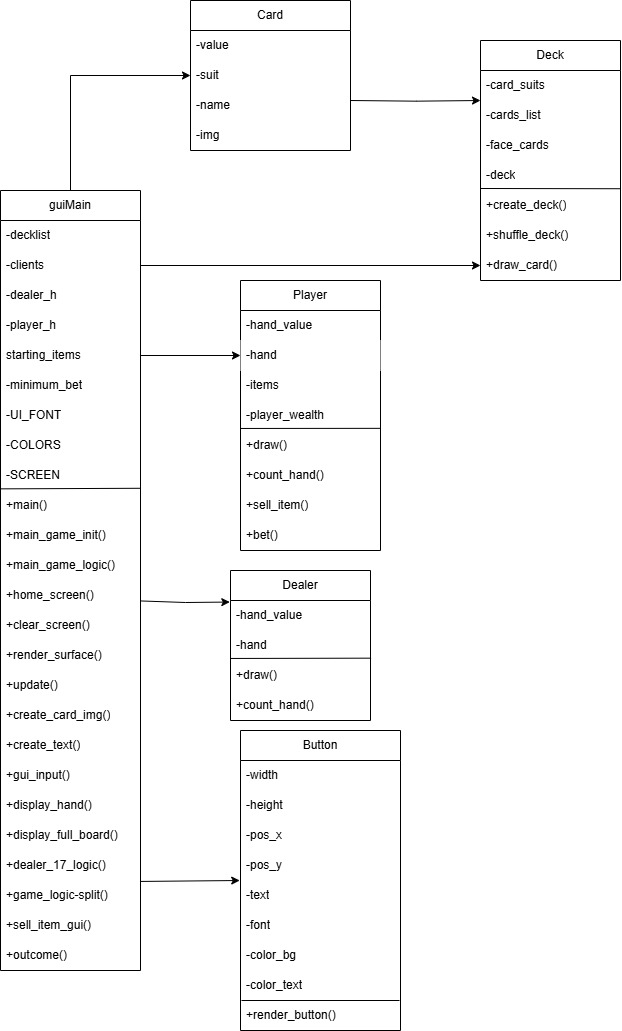 Card
-value
-suit
-name
-img
Deck
-card_suits
-cards_list
-face_cards
-deck
+create_deck()
+shuffle_deck()
+draw_card()
guiMain
-decklist
-clients
-dealer_h
-player_h
starting_items
-minimum_bet
-UI_FONT
-COLORS
-SCREEN
+main()
+main_game_init()
+main_game_logic()
+home_screen()
+clear_screen()
+render_surface()
+update()
+create_card_img()
+create_text()
+gui_input()
+display_hand()
+display_full_board()
+dealer_17_logic()
+game_logic-split()
+sell_item_gui()
+outcome()
Player
-hand_value
-hand
-items
-player_wealth
+draw()
+count_hand()
+sell_item()
+bet()
Dealer
-hand_value
-hand
+draw()
+count_hand()
Button
-width
-height
-pos_x
-pos_y
-text
-font
-color_bg
-color_text
+render_button()